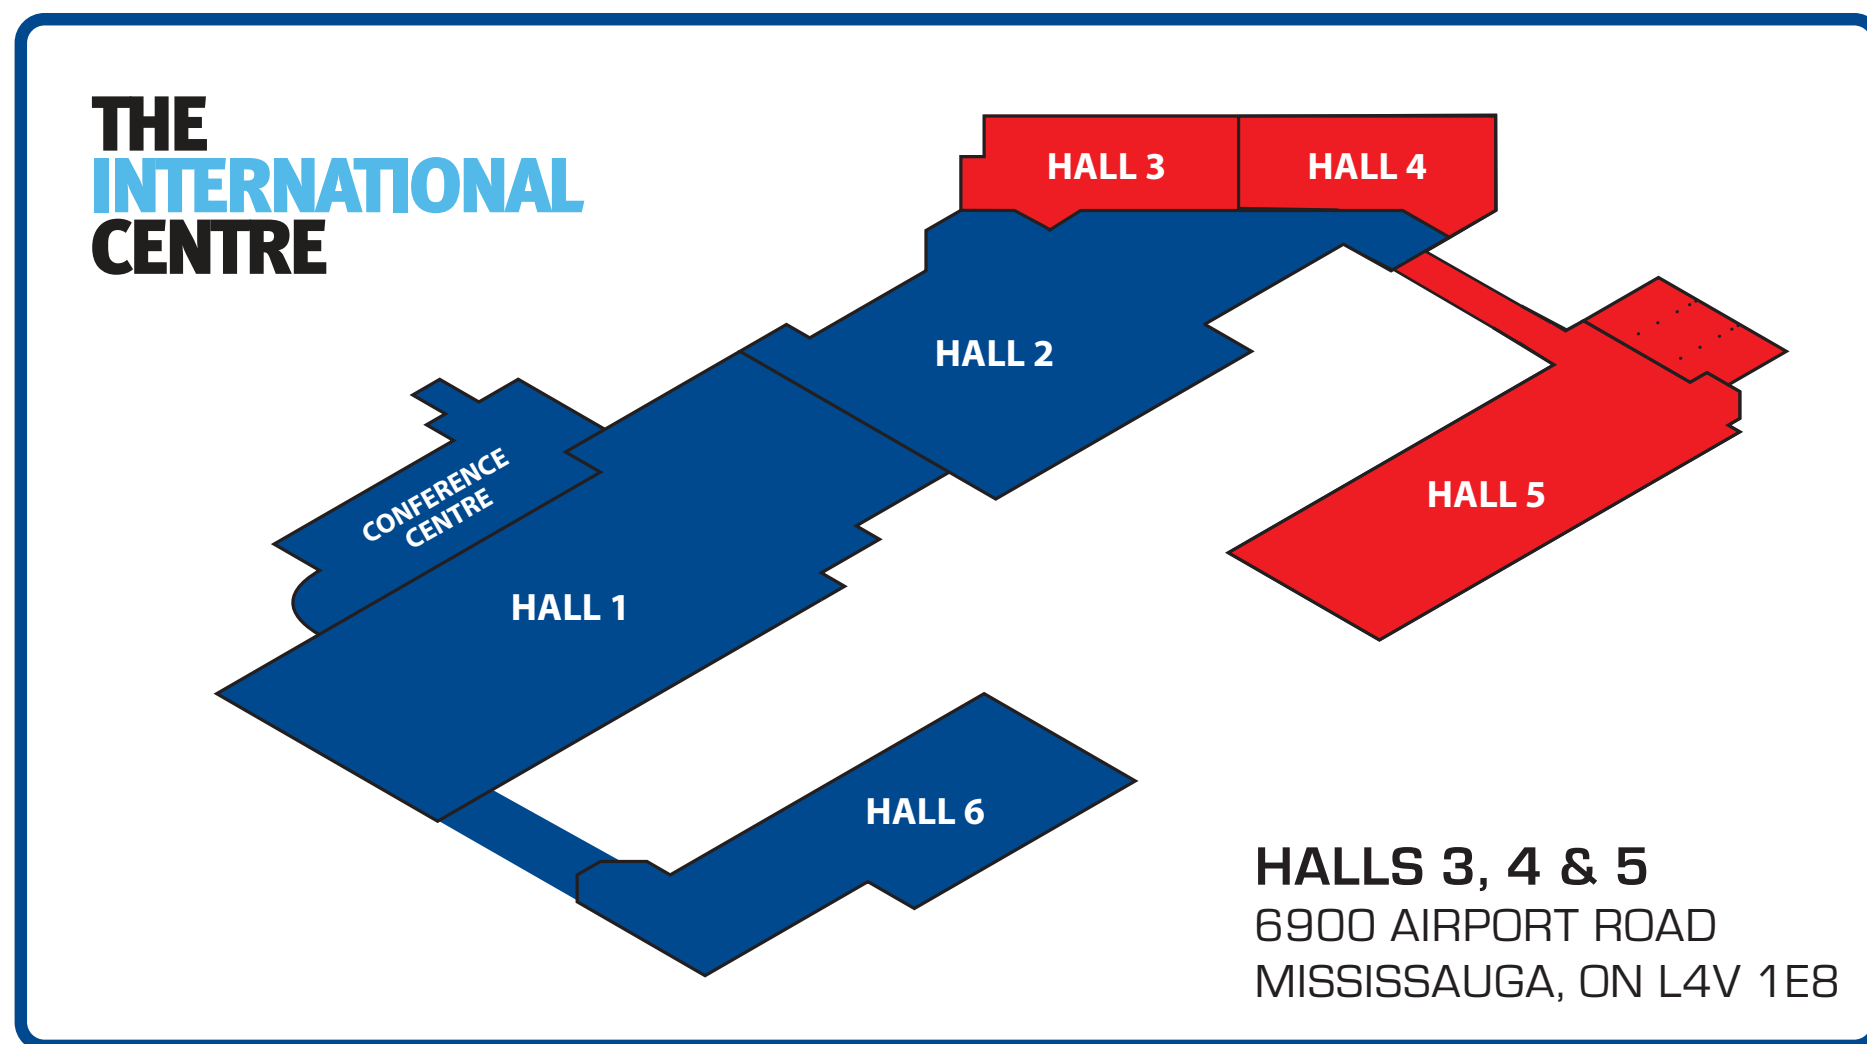 THE
INTERNATIONAL
CENTRE
HALL 3
HALL 4
HALL 2
CONFERENCE
CENTRE
HALL 5
HALL 1
HALL 6
HALLS 3, 4 & 5
6900 AIRPORT ROAD
MISSISSAUGA, ON L4V 1E8